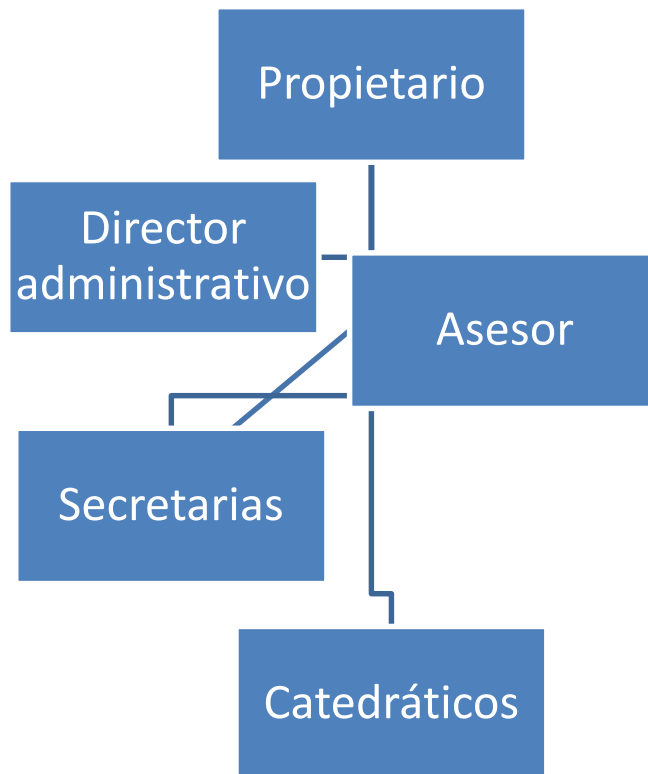 Propietario
Director
administrativo
Asesor
Secretarias
Catedráticos